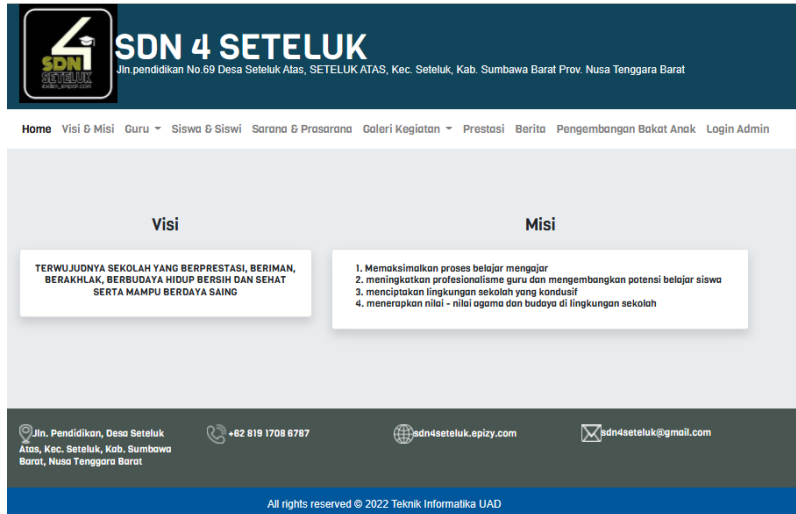 4
SDN
SETELUK
SDN 4 SETELUK
Jln.pendidikan No.69 Desa Seteluk Atas, SETELUK ATAS, Kec. Seteluk, Kab. Sumbawa Barat Prov. Nusa Tenggara Barat
Home Visi & Misi Guru Siswa & Siswi Sarana & Prasarana Galeri Kegiatan Prestasi Berita Pengembangan Bakat Anak Login Admin
Visi
TERWUJUDNYA SEKOLAH YANG BERPRESTASI, BERIMAN,
BERAKHLAK, BERBUDAYA HIDUP BERSIH DAN SEHAT
SERTA MAMPU BERDAYA SAING
Misi
1. Memaksimalkan proses belajar mengajar
2. meningkatkan profesionalisme guru dan mengembangkan potensi belajar siswa
3. menciptakan lingkungan sekolah yang kondusif
4. menerapkan nilai - nilai agama dan budaya di lingkungan sekolah
Jln. Pendidikan, Desa Seteluk
Atas, Kec. Seteluk, Kab. Sumbawa
Barat, Nusa Tenggara Barat
+62 819 1708 6787
sdn4seteluk.epizy.com
sdn4seteluk@gmail.com
All rights reserved © 2022 Teknik Informatika UAD